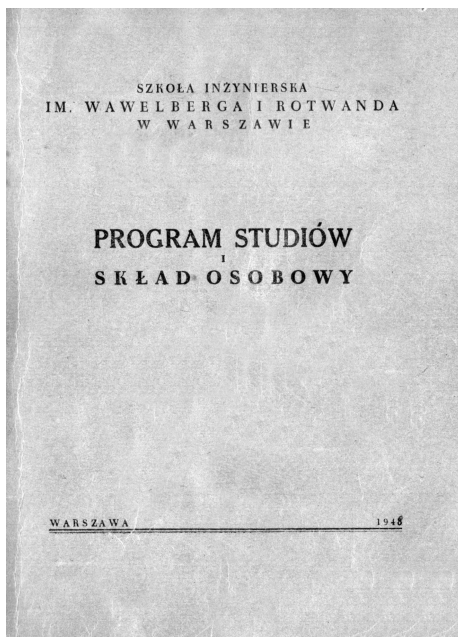 SZKOŁA INŻYNIERSKA
IM. WAWELBERGA I ROTWANDA
W WARSZAWIE
PROGRAM STUDIÓW
I
SKŁAD OSOBOWY
WARSZAWA 1948